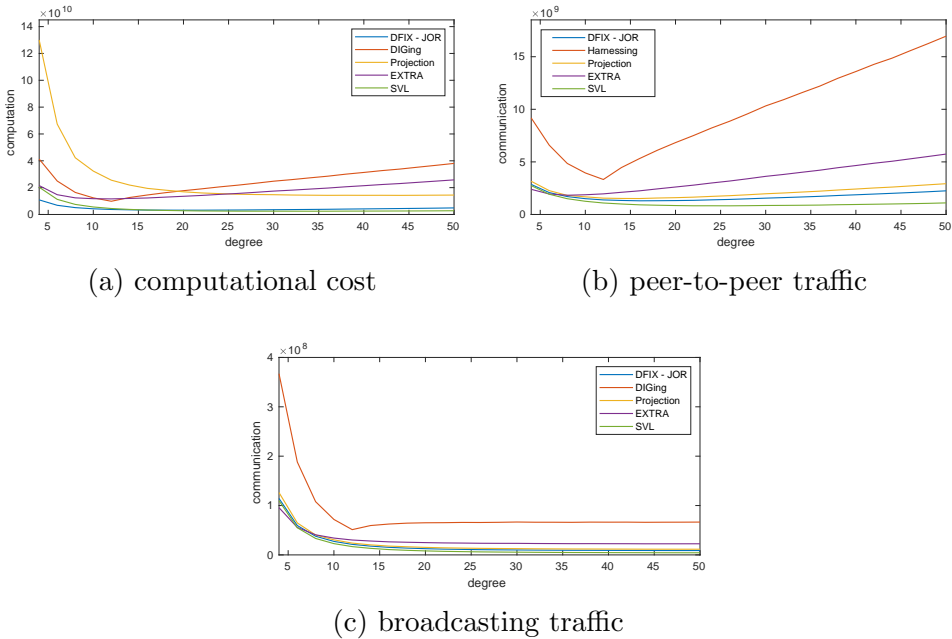 ×10^10
14
12
10
8
6
4
2
0
computation
5 10 15 20 25 30 35 40 45 50
degree
DFIX - JOR
DIGing
Projection
EXTRA
SVL
(a) computational cost
×10^9
15
10
5
0
communication
5 10 15 20 25 30 35 40 45 50
degree
DFIX - JOR
Harnessing
Projection
EXTRA
SVL
(b) peer-to-peer traffic
×10^8
4
3
2
1
0
communication
5 10 15 20 25 30 35 40 45 50
degree
DFIX - JOR
DIGing
Projection
EXTRA
SVL
(c) broadcasting traffic